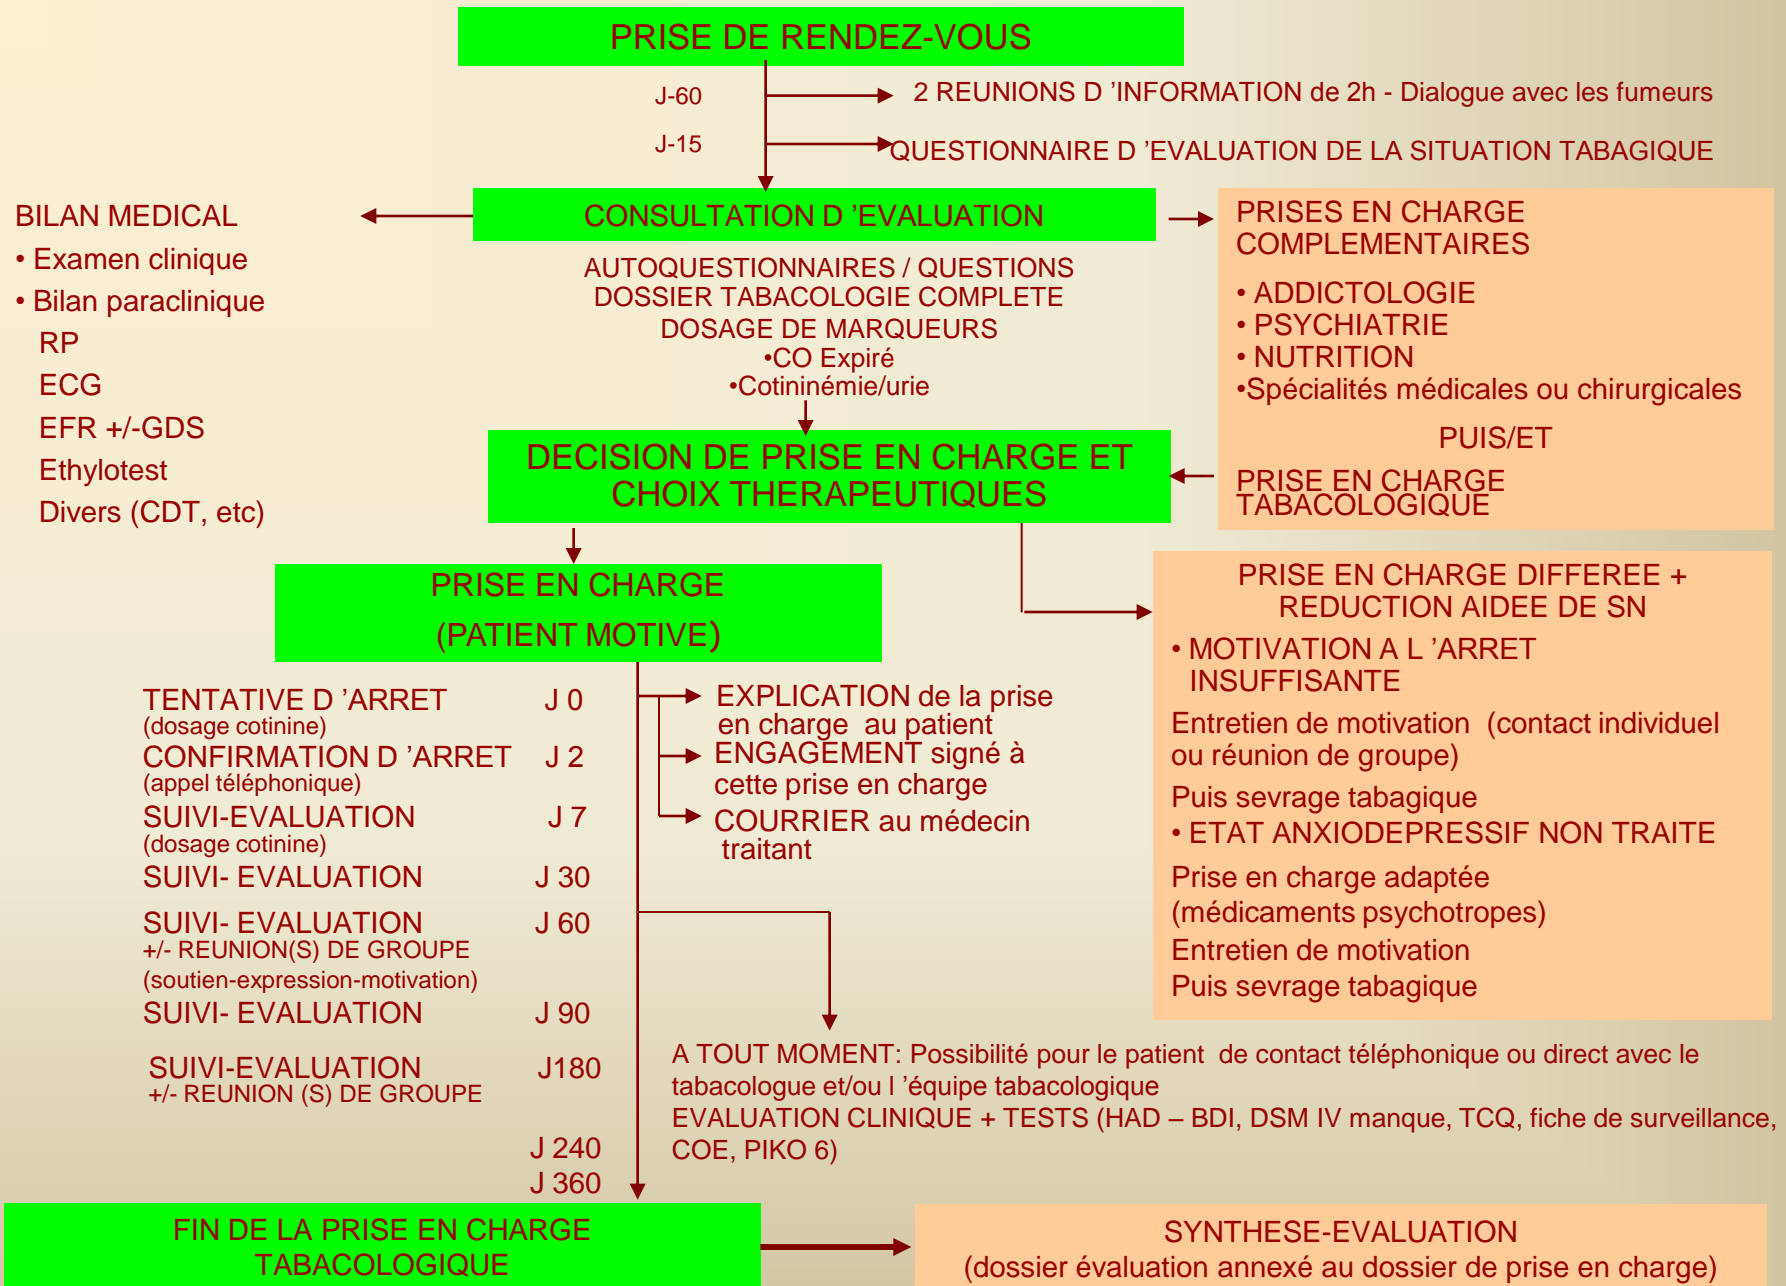 PRISE DE RENDEZ-VOUS
J-60
2 REUNIONS D ’INFORMATION de 2h - Dialogue avec les fumeurs
J-15
QUESTIONNAIRE D ’EVALUATION DE LA SITUATION TABAGIQUE
CONSULTATION D ’EVALUATION
BILAN MEDICAL
• Examen clinique
• Bilan paraclinique
RP
ECG
EFR +/-GDS
Ethylotest
Divers (CDT, etc)
AUTOQUESTIONNAIRES / QUESTIONS
DOSSIER TABACOLOGIE COMPLETE
DOSAGE DE MARQUEURS
•CO Expiré
•Cotininémie/urie
PRISES EN CHARGE
COMPLEMENTAIRES
• ADDICTOLOGIE
• PSYCHIATRIE
• NUTRITION
•Spécialités médicales ou chirurgicales
PUIS/ET
PRISE EN CHARGE
TABACOLOGIQUE
DECISION DE PRISE EN CHARGE ET
CHOIX THERAPEUTIQUES
PRISE EN CHARGE
(PATIENT MOTIVE)
PRISE EN CHARGE DIFFEREE +
REDUCTION AIDEE DE SN
• MOTIVATION A L ’ARRET
INSUFFISANTE
Entretien de motivation (contact individuel
ou réunion de groupe)
Puis sevrage tabagique
• ETAT ANXIODEPRESSIF NON TRAITE
Prise en charge adaptée
(médicaments psychotropes)
Entretien de motivation
Puis sevrage tabagique
TENTATIVE D ’ARRET J 0
(dosage cotinine)
CONFIRMATION D ’ARRET J 2
(appel téléphonique)
SUIVI-EVALUATION J 7
(dosage cotinine)
SUIVI- EVALUATION J 30
SUIVI- EVALUATION J 60
+/- REUNION(S) DE GROUPE
(soutien-expression-motivation)
SUIVI- EVALUATION J 90
SUIVI-EVALUATION J180
+/- REUNION (S) DE GROUPE
J 240
J 360
EXPLICATION de la prise
en charge au patient
ENGAGEMENT signé à
cette prise en charge
COURRIER au médecin
traitant
A TOUT MOMENT: Possibilité pour le patient de contact téléphonique ou direct avec le
tabacologue et/ou l ’équipe tabacologique
EVALUATION CLINIQUE + TESTS (HAD – BDI, DSM IV manque, TCQ, fiche de surveillance,
COE, PIKO 6)
FIN DE LA PRISE EN CHARGE
TABACOLOGIQUE
SYNTHESE-EVALUATION
(dossier évaluation annexé au dossier de prise en charge)